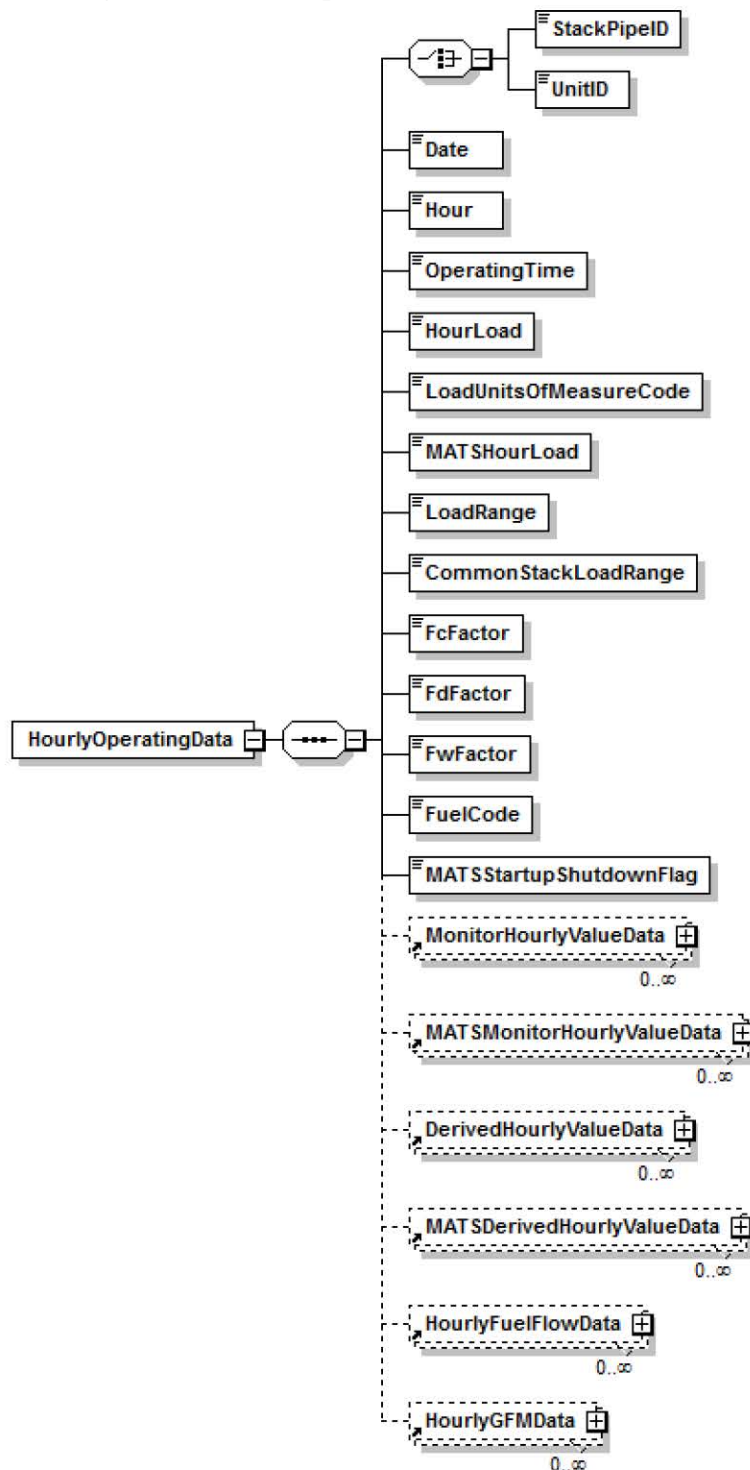 StackPipeID
UnitID
Date
Hour
OperatingTime
HourLoad
LoadUnitsOfMeasureCode
MATSHourLoad
LoadRange
CommonStackLoadRange
FcFactor
FdFactor
HourlyOperatingData
FwFactor
FuelCode
MATSStartupShutdownFlag
MonitorHourlyValueData
0..∞
MATSMonitorHourlyValueData
0..∞
DerivedHourlyValueData
0..∞
MATSDerivedHourlyValueData
0..∞
HourlyFuelFlowData
0..∞
HourlyGFMData
0..∞